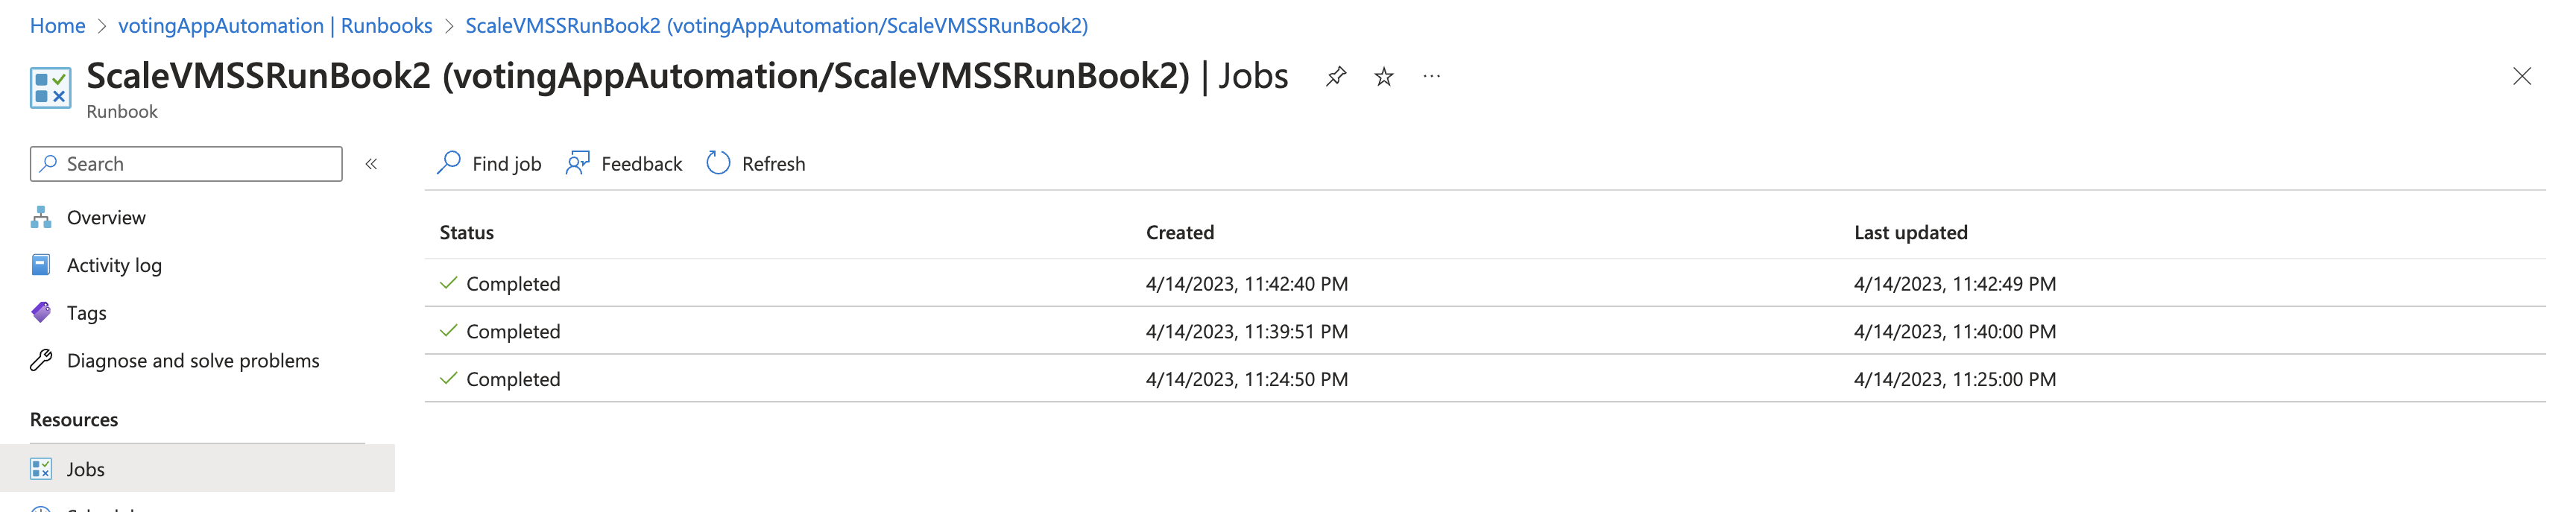 Home > votingAppAutomation | Runbooks > ScaleVMSSRunBook2 (votingAppAutomation/ScaleVMSSRunBook2)
ScaleVMSSRunBook2 (votingAppAutomation/ScaleVMSSRunBook2) | Jobs ...
Runbook
Search «
Find job Feedback Refresh
Overview
Activity log
Tags
Diagnose and solve problems
Resources
Jobs
Status Created Last updated
Completed 4/14/2023, 11:42:40 PM 4/14/2023, 11:42:49 PM
Completed 4/14/2023, 11:39:51 PM 4/14/2023, 11:40:00 PM
Completed 4/14/2023, 11:24:50 PM 4/14/2023, 11:25:00 PM